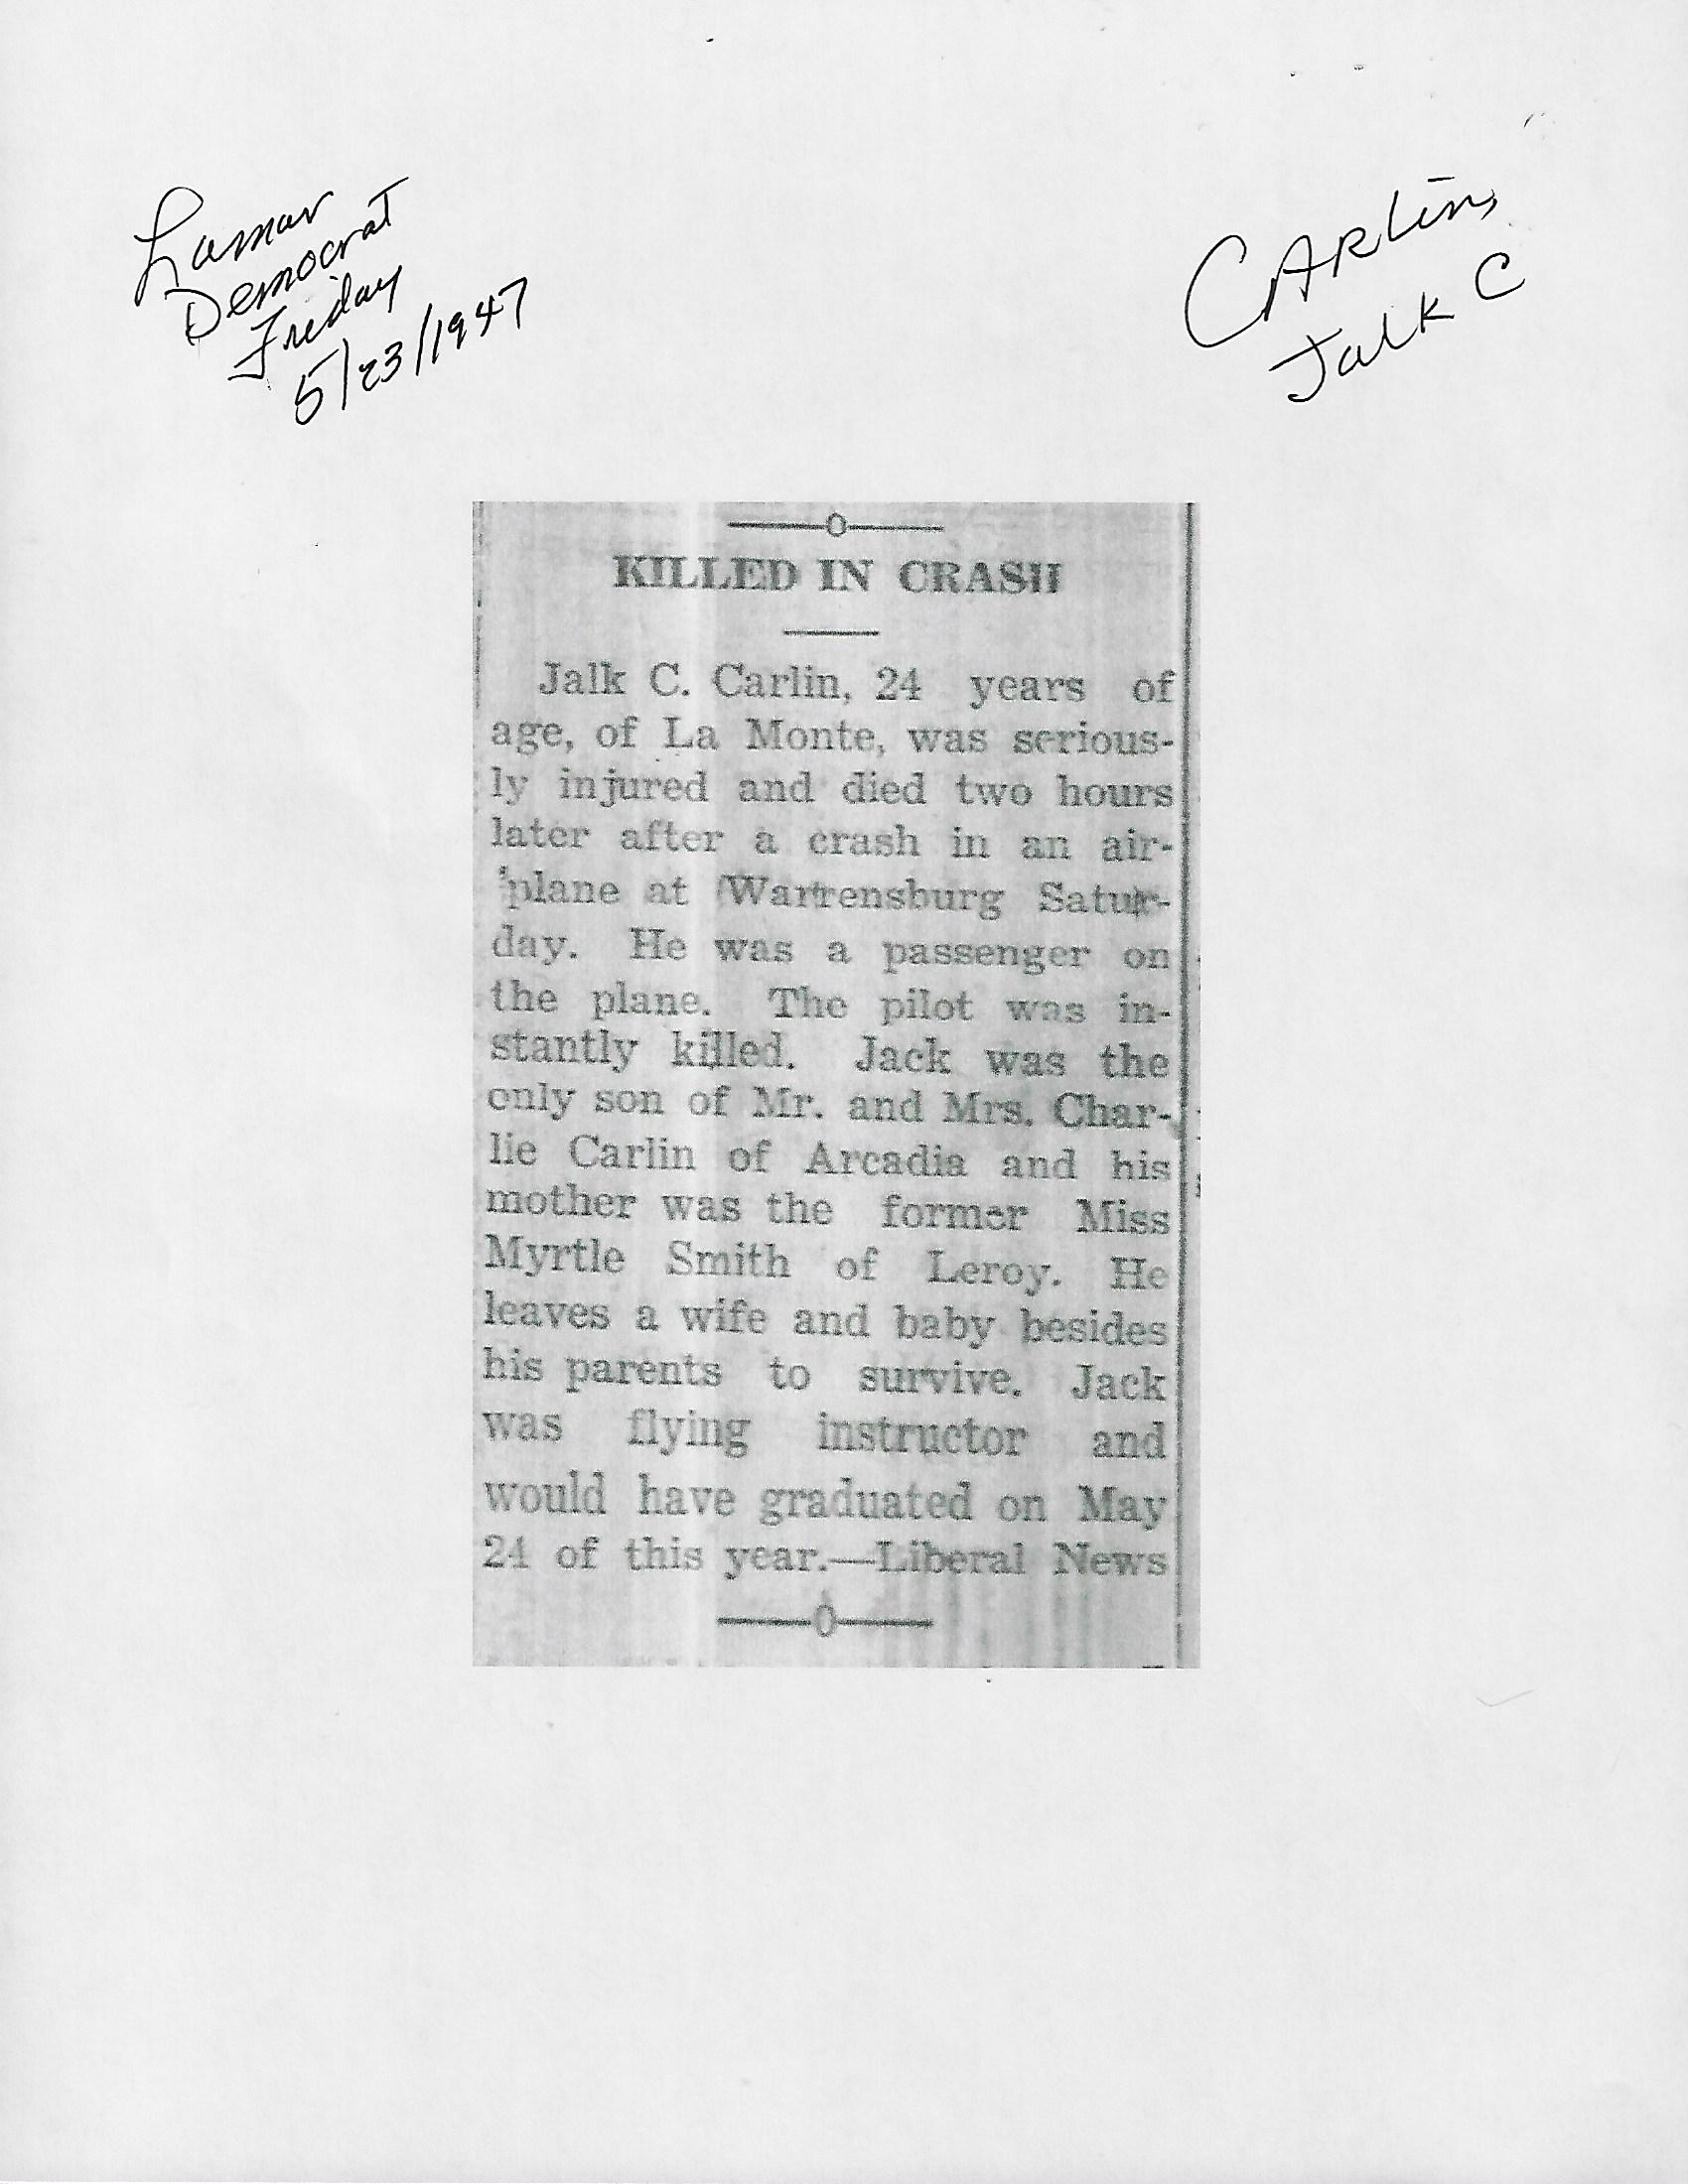 Lamar
Democrat
Friday
5/23/1947
CARlin,
Jalk C
KILLED IN CRASH
Jalk C. Carlin, 24 years of
age, of La Monte, was serious-
ly injured and died two hours
later after a crash in an air-
plane at Warrensburg Satur-
day. He was a passenger on
the plane. The pilot was in-
stantly killed. Jack was the
only son of Mr. and Mrs. Char-
lie Carlin of Arcadia and his
mother was the former Miss
Myrtle Smith of Leroy. He
leaves a wife and baby besides
his parents to survive. Jack
was flying instructor and
would have graduated on May
24 of this year.—Liberal News